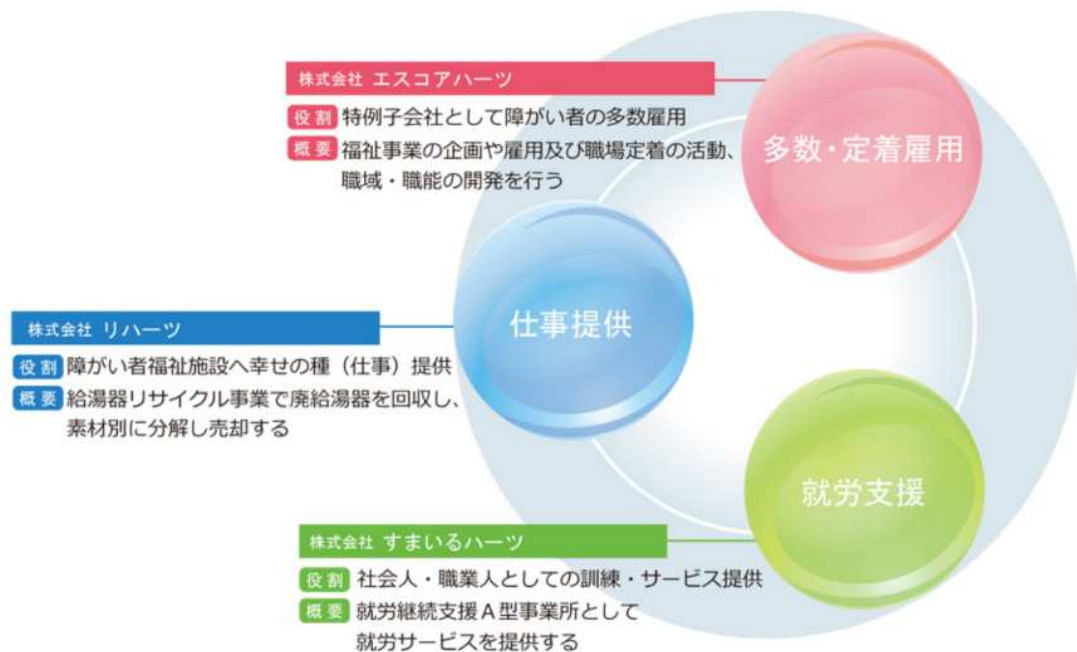 株式会社 エスコアハーツ
役割 特例子会社として障がい者の多数雇用
概要 福祉事業の企画や雇用及び職場定着の活動、
職域・職能の開発を行う
多数・定着雇用
仕事提供
株式会社 リハーツ
役割 障がい者福祉施設へ幸せの種（仕事）提供
概要 給湯器リサイクル事業で廃給湯器を回収し、
素材別に分解し売却する
就労支援
株式会社 すまいるハーツ
役割 社会人・職業人としての訓練・サービス提供
概要 就労継続支援A型事業所として
就労サービスを提供する